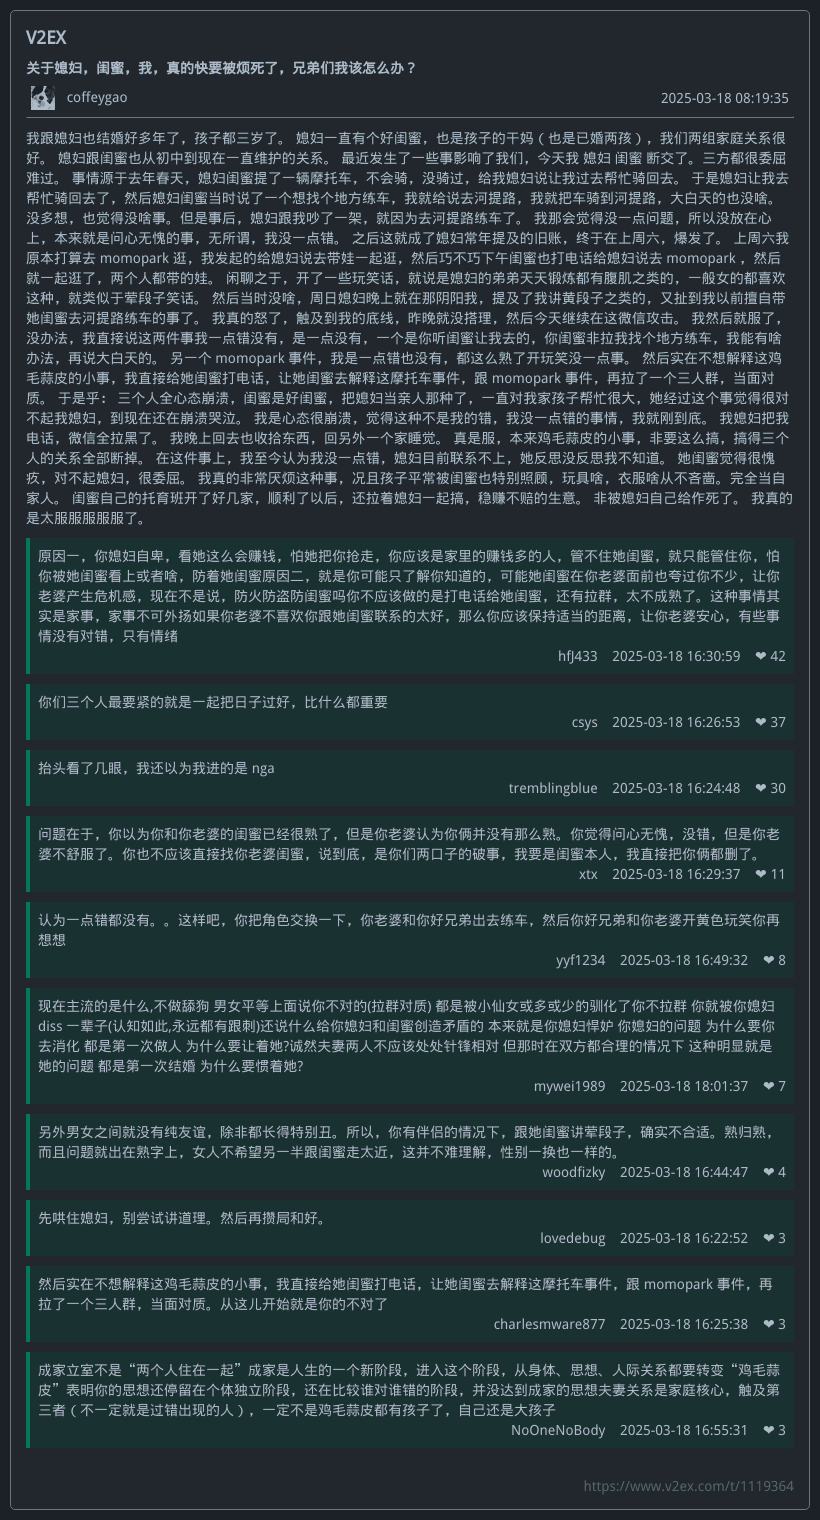 V2EX
关于媳妇，闺蜜，我，真的快要被烦死了，兄弟们我该怎么办？
coffeygao 2025-03-18 08:19:35
我跟媳妇也结婚好多年了，孩子都三岁了。 媳妇一直有个好闺蜜，也是孩子的干妈（也是已婚两孩），我们两组家庭关系很
好。 媳妇跟闺蜜也从初中到现在一直维护的关系。 最近发生了一些事影响了我们，今天我 媳妇 闺蜜 断交了。三方都很委屈
难过。 事情源于去年春天，媳妇闺蜜提了一辆摩托车，不会骑，没骑过，给我媳妇说让我过去帮忙骑回去。 于是媳妇让我去
帮忙骑回去了，然后媳妇闺蜜当时说了一个想找个地方练车，我就给说去河提路，我就把车骑到河提路，大白天的也没啥。
没多想，也觉得没啥事。但是事后，媳妇跟我吵了一架，就因为去河提路练车了。 我那会觉得没一点问题，所以没放在心
上，本来就是问心无愧的事，无所谓，我没一点错。 之后这就成了媳妇常年提及的旧账，终于在上周六，爆发了。 上周六我
原本打算去 momopark 逛，我发起的给媳妇说去带娃一起逛，然后巧不巧下午闺蜜也打电话给媳妇说去 momopark ，然后
就一起逛了，两个人都带的娃。 闲聊之于，开了一些玩笑话，就说是媳妇的弟弟天天锻炼都有腹肌之类的，一般女的都喜欢
这种，就类似于荤段子笑话。 然后当时没啥，周日媳妇晚上就在那阴阳我，提及了我讲黄段子之类的，又扯到我以前擅自带
她闺蜜去河提路练车的事了。 我真的怒了，触及到我的底线，昨晚就没搭理，然后今天继续在这微信攻击。 我然后就服了，
没办法，我直接说这两件事我一点错没有，是一点没有，一个是你听闺蜜让我去的，你闺蜜非拉我找个地方练车，我能有啥
办法，再说大白天的。 另一个 momopark 事件，我是一点错也没有，都这么熟了开玩笑没一点事。 然后实在不想解释这鸡
毛蒜皮的小事，我直接给她闺蜜打电话，让她闺蜜去解释这摩托车事件，跟 momopark 事件，再拉了一个三人群，当面对
质。 于是乎： 三个人全心态崩溃，闺蜜是好闺蜜，把媳妇当亲人那种了，一直对我家孩子帮忙很大，她经过这个事觉得很对
不起我媳妇，到现在还在崩溃哭泣。 我是心态很崩溃，觉得这种不是我的错，我没一点错的事情，我就刚到底。 我媳妇把我
电话，微信全拉黑了。 我晚上回去也收拾东西，回另外一个家睡觉。 真是服，本来鸡毛蒜皮的小事，非要这么搞，搞得三个
人的关系全部断掉。 在这件事上，我至今认为我没一点错，媳妇目前联系不上，她反思没反思我不知道。 她闺蜜觉得很愧
疚，对不起媳妇，很委屈。 我真的非常厌烦这种事，况且孩子平常被闺蜜也特别照顾，玩具啥，衣服啥从不吝啬。完全当自
家人。 闺蜜自己的托育班开了好几家，顺利了以后，还拉着媳妇一起搞，稳赚不赔的生意。 非被媳妇自己给作死了。 我真的
是太服服服服服了。
原因一，你媳妇自卑，看她这么会赚钱，怕她把你抢走，你应该是家里的赚钱多的人，管不住她闺蜜，就只能管住你，怕
你被她闺蜜看上或者啥，防着她闺蜜原因二，就是你可能只了解你知道的，可能她闺蜜在你老婆面前也夸过你不少，让你
老婆产生危机感，现在不是说，防火防盗防闺蜜吗你不应该做的是打电话给她闺蜜，还有拉群，太不成熟了。这种事情其
实是家事，家事不可外扬如果你老婆不喜欢你跟她闺蜜联系的太好，那么你应该保持适当的距离，让你老婆安心，有些事
情没有对错，只有情绪
hfJ433 2025-03-18 16:30:59 ❤ 42
你们三个人最要紧的就是一起把日子过好，比什么都重要
csys 2025-03-18 16:26:53 ❤ 37
抬头看了几眼，我还以为我进的是 nga
tremblingblue 2025-03-18 16:24:48 ❤ 30
问题在于，你以为你和你老婆的闺蜜已经很熟了，但是你老婆认为你俩并没有那么熟。你觉得问心无愧，没错，但是你老
婆不舒服了。你也不应该直接找你老婆闺蜜，说到底，是你们两口子的破事，我要是闺蜜本人，我直接把你俩都删了。
xtx 2025-03-18 16:29:37 ❤ 11
认为一点错都没有。。这样吧，你把角色交换一下，你老婆和你好兄弟出去练车，然后你好兄弟和你老婆开黄色玩笑你再
想想
yyf1234 2025-03-18 16:49:32 ❤ 8
现在主流的是什么,不做舔狗 男女平等上面说你不对的(拉群对质) 都是被小仙女或多或少的驯化了你不拉群 你就被你媳妇
diss 一辈子(认知如此,永远都有跟刺)还说什么给你媳妇和闺蜜创造矛盾的 本来就是你媳妇悍妒 你媳妇的问题 为什么要你
去消化 都是第一次做人 为什么要让着她?诚然夫妻两人不应该处处针锋相对 但那时在双方都合理的情况下 这种明显就是
她的问题 都是第一次结婚 为什么要惯着她?
mywei1989 2025-03-18 18:01:37 ❤ 7
另外男女之间就没有纯友谊，除非都长得特别丑。所以，你有伴侣的情况下，跟她闺蜜讲荤段子，确实不合适。熟归熟，
而且问题就出在熟字上，女人不希望另一半跟闺蜜走太近，这并不难理解，性别一换也一样的。
woodfizky 2025-03-18 16:44:47 ❤ 4
先哄住媳妇，别尝试讲道理。然后再攒局和好。
lovedebug 2025-03-18 16:22:52 ❤ 3
然后实在不想解释这鸡毛蒜皮的小事，我直接给她闺蜜打电话，让她闺蜜去解释这摩托车事件，跟 momopark 事件，再
拉了一个三人群，当面对质。从这儿开始就是你的不对了
charlesmware877 2025-03-18 16:25:38 ❤ 3
成家立室不是“两个人住在一起”成家是人生的一个新阶段，进入这个阶段，从身体、思想、人际关系都要转变“鸡毛蒜
皮”表明你的思想还停留在个体独立阶段，还在比较谁对谁错的阶段，并没达到成家的思想夫妻关系是家庭核心，触及第
三者（不一定就是过错出现的人），一定不是鸡毛蒜皮都有孩子了，自己还是大孩子
NoOneNoBody 2025-03-18 16:55:31 ❤ 3
https://www.v2ex.com/t/1119364